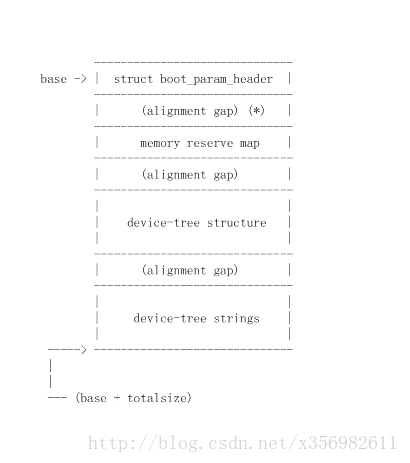 base -> | struct boot_param_header |
(alignment gap) (*)
memory reserve map
(alignment gap)
device-tree structure
(alignment gap)
device-tree strings
----->
--- (base + totalsize)
http://blog.csdn.net/x356982611